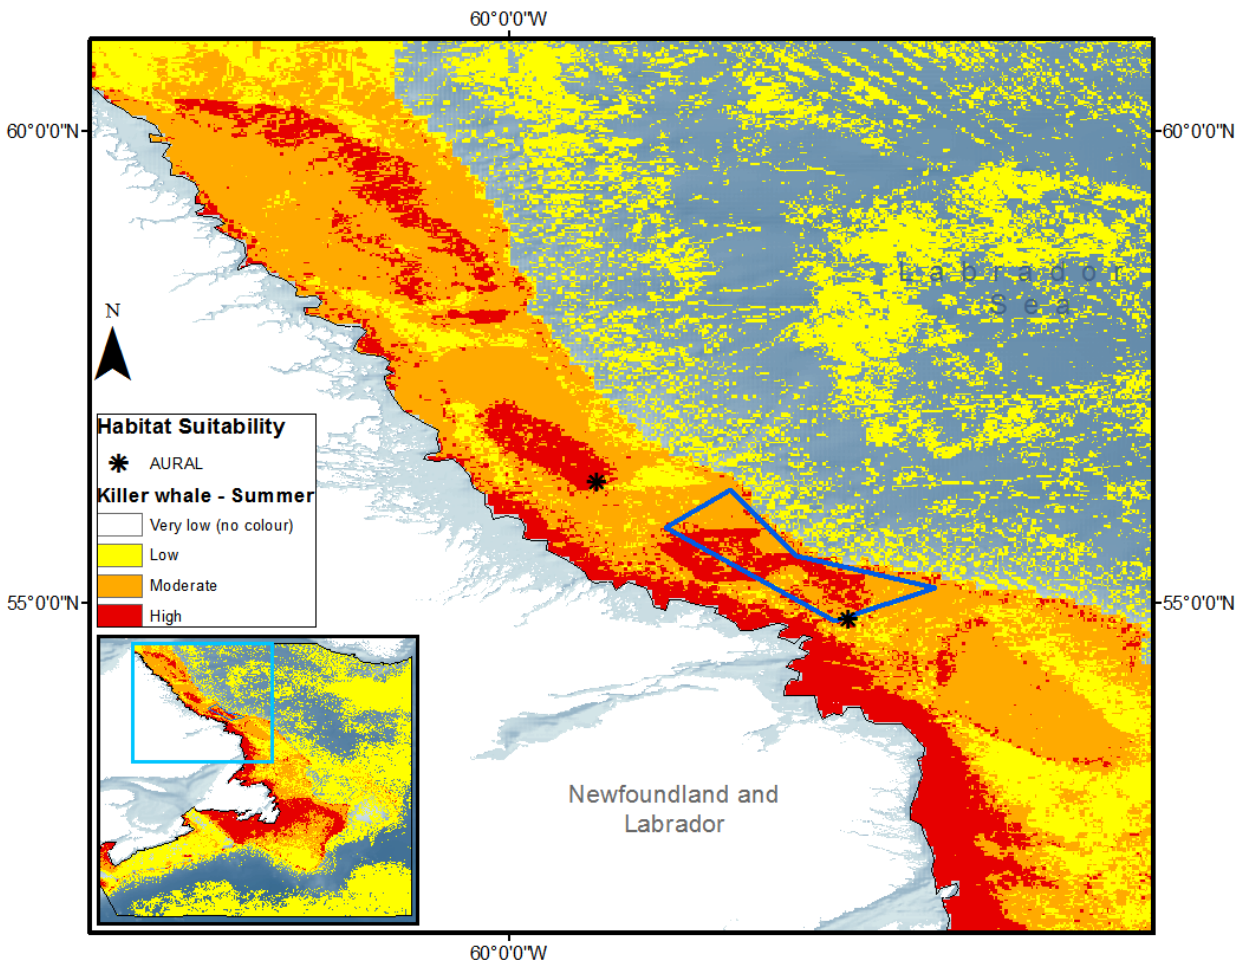 60°0'0"W
60°0'0"N
60°0'0"N
Labrador
Sea
N
Habitat Suitability
AURAL
Killer whale - Summer
Very low (no colour)
Low
Moderate
High
55°0'0"N
55°0'0"N
Newfoundland and
Labrador
60°0'0"W